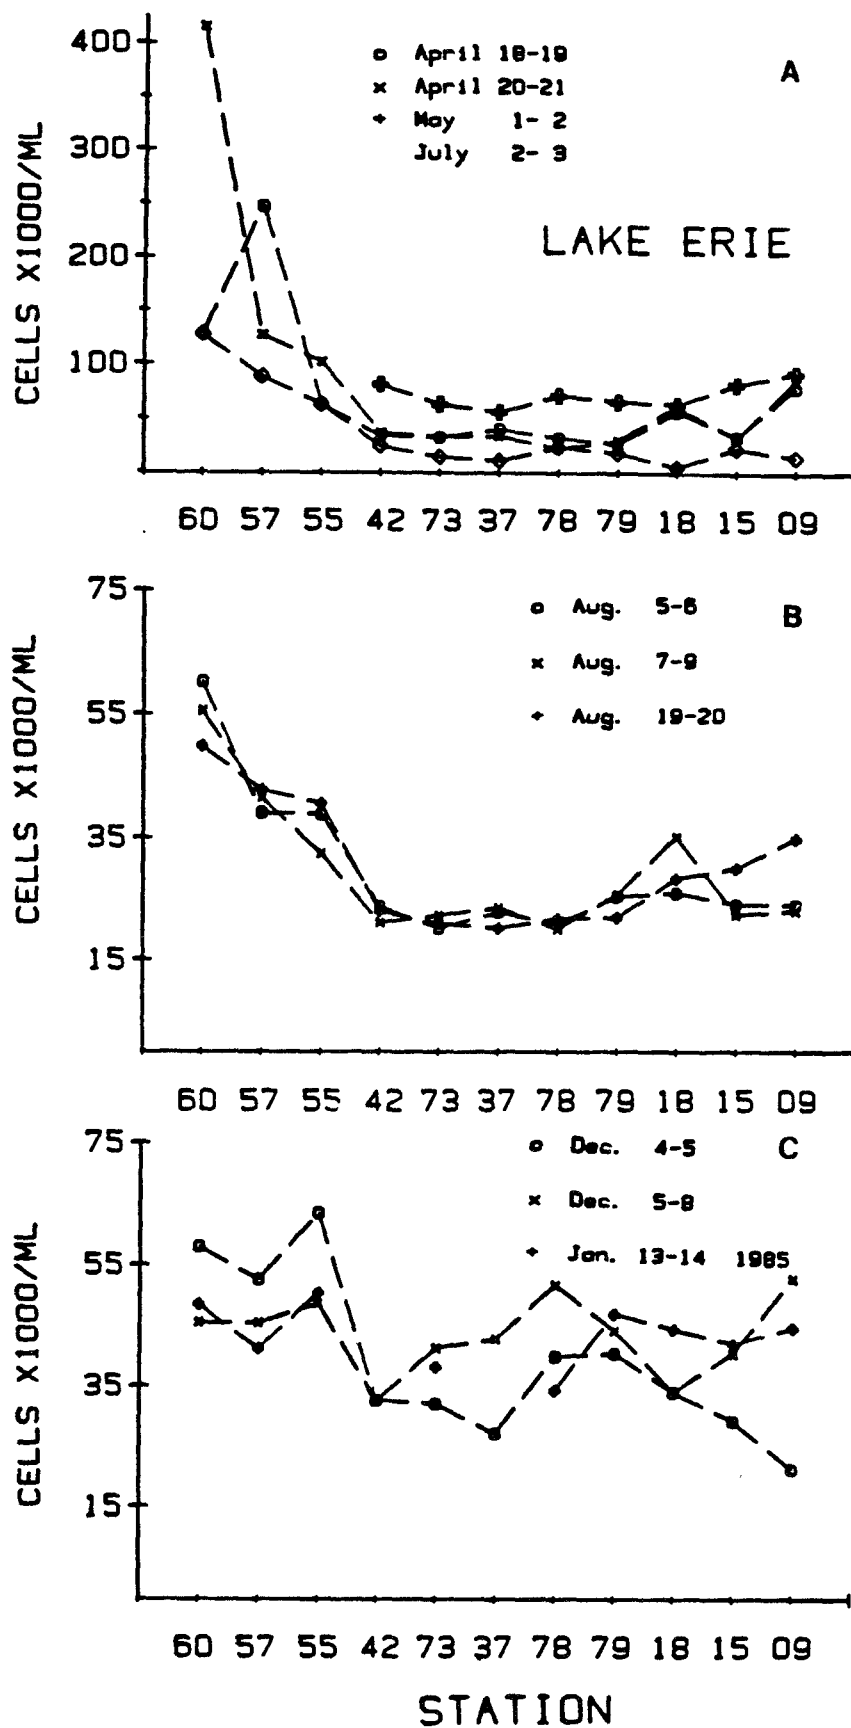 A
400
300
200
100
CELLS X1000/ML
April 18-19
April 20-21
May 1- 2
July 2- 3
LAKE ERIE
60 57 55 42 73 37 78 79 18 15 09
B
75
55
35
15
CELLS X1000/ML
Aug. 5-6
Aug. 7-9
Aug. 19-20
60 57 55 42 73 37 78 79 18 15 09
C
75
55
35
15
CELLS X1000/ML
Dec. 4-5
Dec. 5-8
Jan. 13-14 1985
60 57 55 42 73 37 78 79 18 15 09
STATION